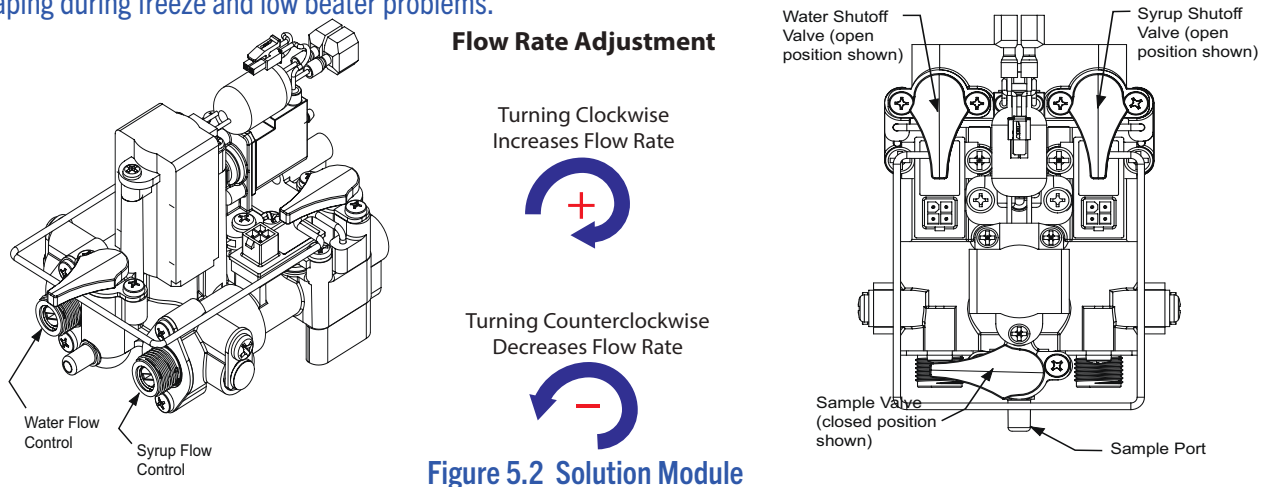 aping during freeze and low beater problems.
Flow Rate Adjustment
Turning Clockwise
Increases Flow Rate
+
Turning Counterclockwise
Decreases Flow Rate
−
Water Flow
Control
Syrup Flow
Control
Water Shutoff
Valve (open
position shown)
Syrup Shutoff
Valve (open
position shown)
Sample Valve
(closed position
shown)
Sample Port
Figure 5.2 Solution Module